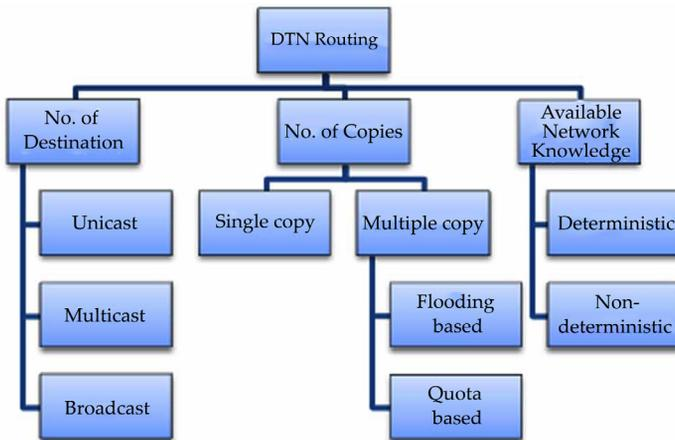 DTN Routing
No. of
Destination
No. of Copies
Available
Network
Knowledge
Unicast
Single copy
Multiple copy
Deterministic
Multicast
Flooding
based
Non-
deterministic
Broadcast
Quota
based